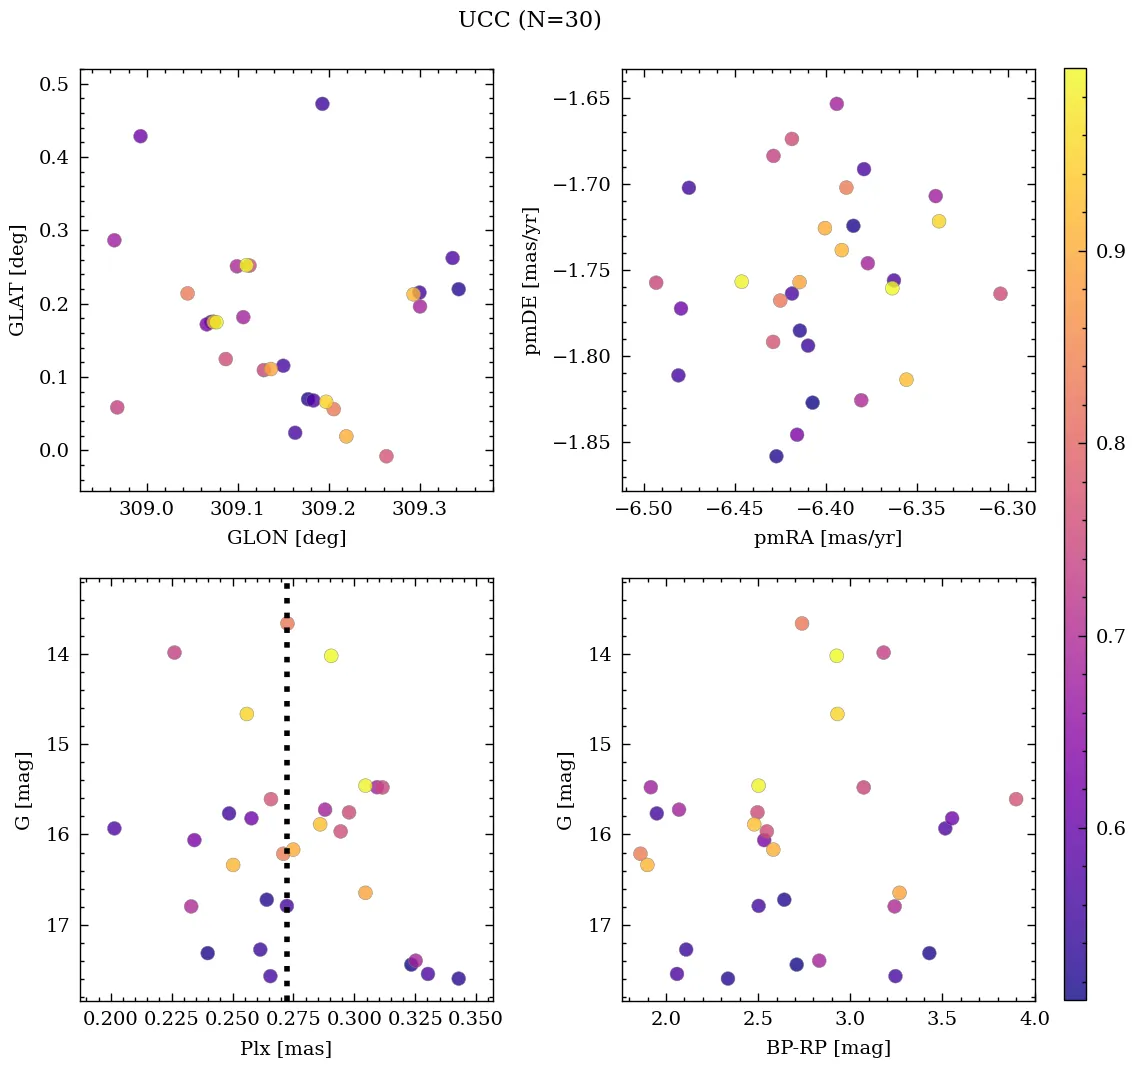 UCC (N=30)
0.5
0.4
0.3
0.2
0.1
0.0
GLAT [deg]
309.0 309.1 309.2 309.3
GLON [deg]
−1.65
−1.70
−1.75
−1.80
−1.85
pmDE [mas/yr]
−6.50 −6.45 −6.40 −6.35 −6.30
pmRA [mas/yr]
0.9
0.8
0.7
0.6
14
15
16
17
G [mag]
0.200 0.225 0.250 0.275 0.300 0.325 0.350
Plx [mas]
14
15
16
17
G [mag]
2.0 2.5 3.0 3.5 4.0
BP-RP [mag]